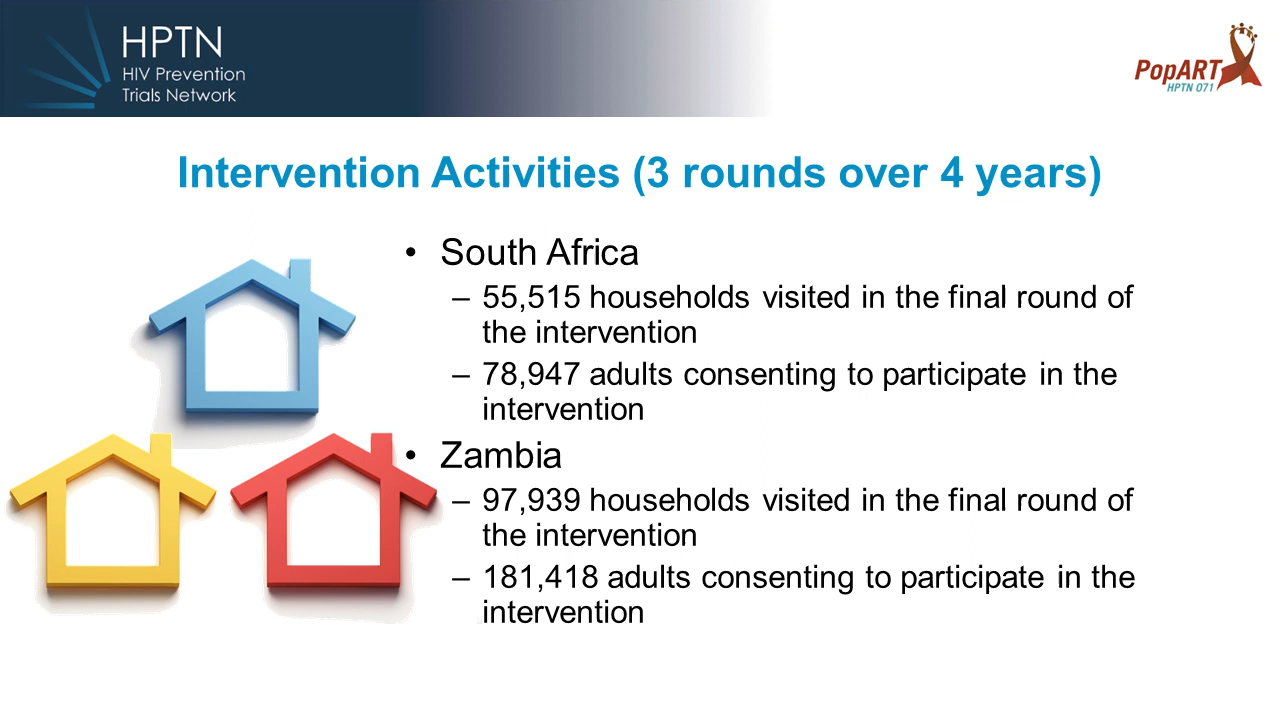 HPTN
HIV Prevention
Trials Network
PopART
HPTN 071
Intervention Activities (3 rounds over 4 years)
• South Africa
– 55,515 households visited in the final round of
the intervention
– 78,947 adults consenting to participate in the
intervention
• Zambia
– 97,939 households visited in the final round of
the intervention
– 181,418 adults consenting to participate in the
intervention